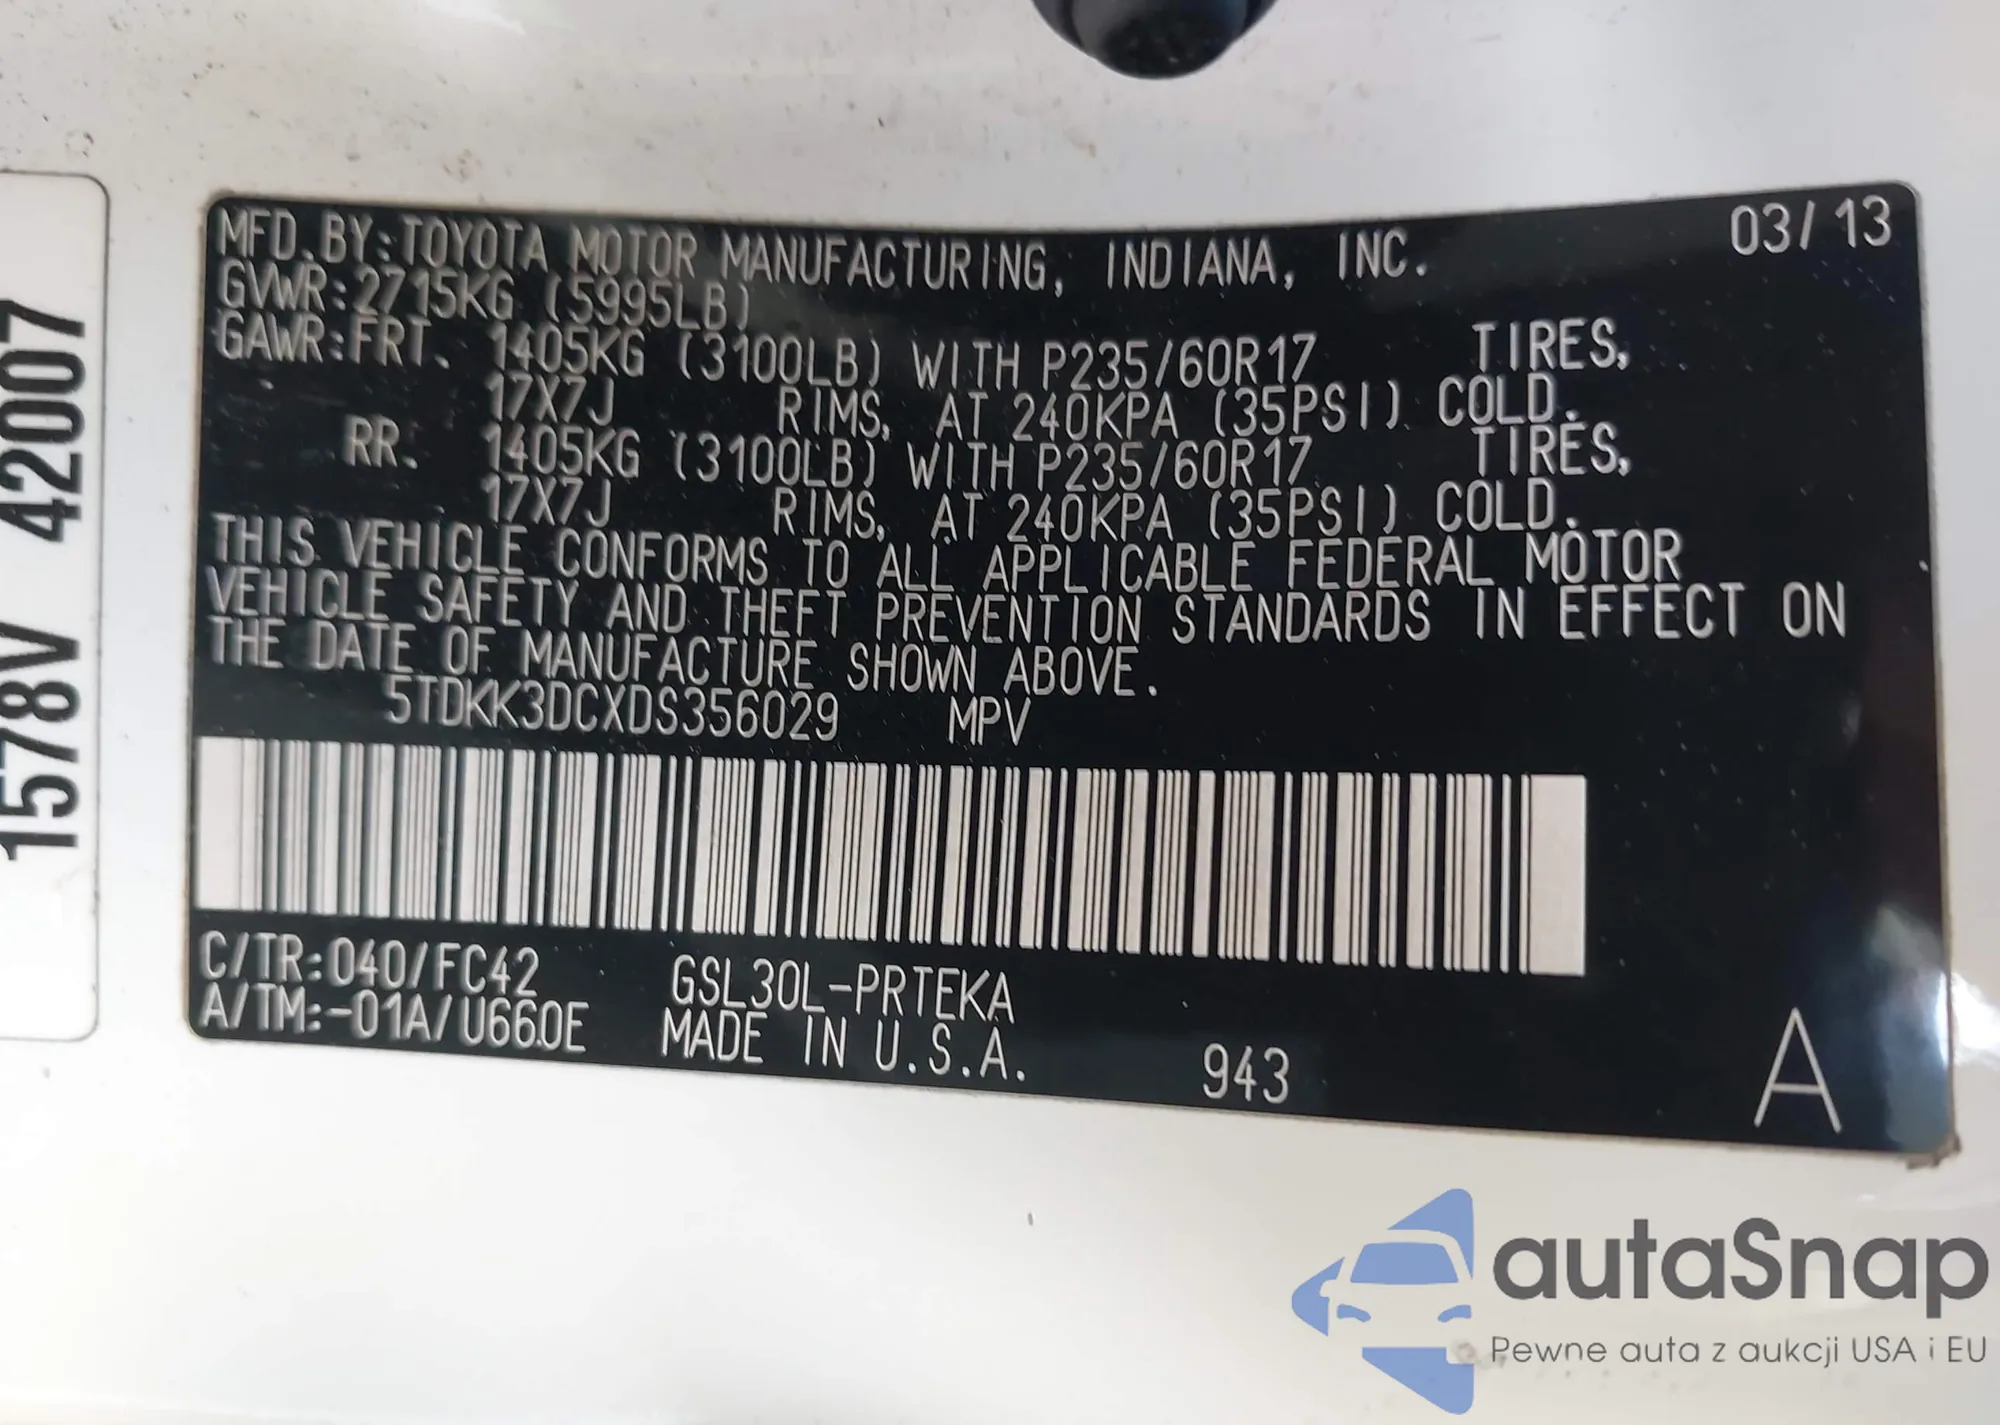 MFD.BY:TOYOTA MOTOR MANUFACTURING, INDIANA, INC. 03/13
GVWR:2715KG (5995LB)
GAWR:FRT. 1405KG (3100LB) WITH P235/60R17 TIRES,
17X7J RIMS, AT 240KPA (35PSI) COLD.
RR. 1405KG (3100LB) WITH P235/60R17 TIRES,
17X7J RIMS, AT 240KPA (35PSI) COLD.
THIS VEHICLE CONFORMS TO ALL APPLICABLE FEDERAL MOTOR
VEHICLE SAFETY AND THEFT PREVENTION STANDARDS IN EFFECT ON
THE DATE OF MANUFACTURE SHOWN ABOVE.
5TDKK3DCXDS356029 MPV
C/TR:040/FC42 GSL30L-PRTEKA
A/TM:-01A/U660E MADE IN U.S.A. 943 A
1578V 42007
autaSnap
Pewne auta z aukcji USA i EU